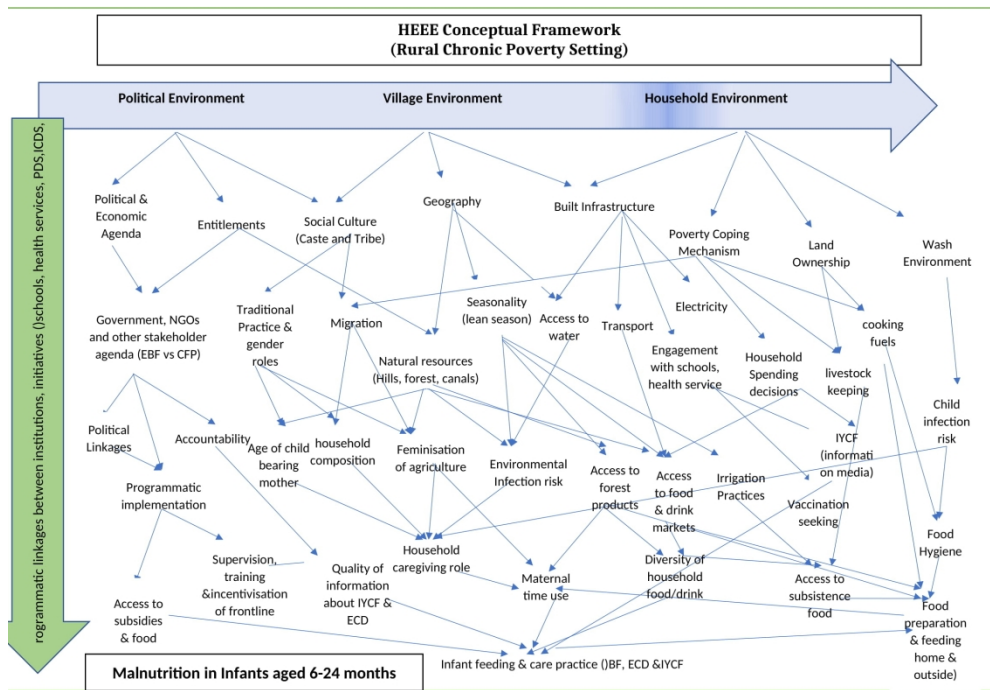 HEEE Conceptual Framework
(Rural Chronic Poverty Setting)
Political Environment
Village Environment
Household Environment
rogrammatic linkages between institutions, initiatives ()schools, health services, PDS,ICDS,
Political &
Economic
Agenda
Entitlements
Social Culture
(Caste and Tribe)
Geography
Built Infrastructure
Poverty Coping
Mechanism
Land
Ownership
Wash
Environment
Government, NGOs
and other stakeholder
agenda (EBF vs CFP)
Traditional
Practice &
gender
roles
Migration
Seasonality
(lean season)
Access to
water
Natural resources
(Hills, forest, canals)
Transport
Electricity
Engagement
with schools,
health service
Household
Spending
decisions
cooking
fuels
livestock
keeping
Child
infection
risk
Political
Linkages
Accountability
Age of child
bearing
mother
household
composition
Feminisation
of agriculture
Environmental
Infection risk
Access to
forest
products
Access
to food
& drink
markets
Irrigation
Practices
IYCF
(informati
on media)
Vaccination
seeking
Programmatic
implementation
Food
Hygiene
Supervision,
training
&incentivisation
of frontline
Quality of
information
about IYCF &
ECD
Household
caregiving role
Maternal
time use
Diversity of
household
food/drink
Access to
subsistence
food
Access to
subsidies
& food
Food
preparation
& feeding
home &
outside)
Infant feeding & care practice ()BF, ECD &IYCF
Malnutrition in Infants aged 6-24 months